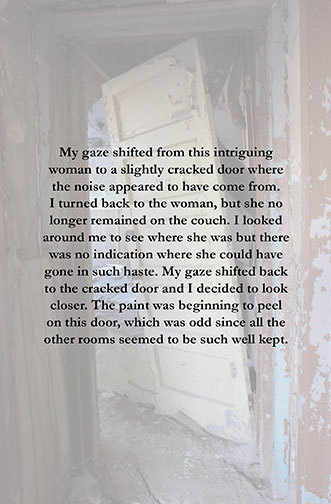 My gaze shifted from this intriguing
woman to a slightly cracked door where
the noise appeared to have come from.
I turned back to the woman, but she no
longer remained on the couch. I looked
around me to see where she was but there
was no indication where she could have
gone in such haste. My gaze shifted back
to the cracked door and I decided to look
closer. The paint was beginning to peel
on this door, which was odd since all the
other rooms seemed to be such well kept.